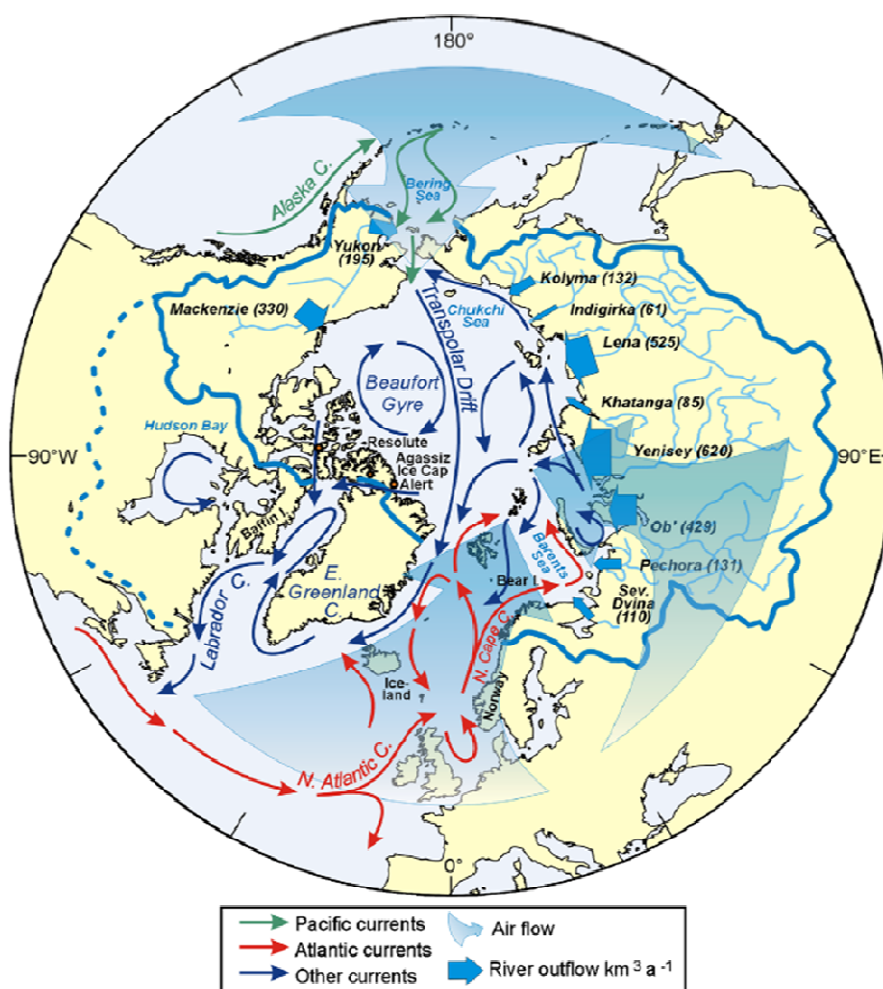 180°
Alaska C.
Bering
Sea
Yukon
(195)
Kolyma (132)
Mackenzie (330)
Chukchi
Sea
Indigirka (61)
Transpolar Drift
Lena (525)
Beaufort
Gyre
Khatanga (85)
Hudson Bay
Resolute
Agassiz
Ice Cap
Alert
Yenisey (620)
90°W
90°E
Baffin I.
Ob' (429)
Barents
Sea
E.
Greenland
C.
Bear I.
Pechora (131)
Labrador C.
Sev.
Dvina
(110)
N. Cape C.
Ice-
land
Norway
N. Atlantic C.
0°
Pacific currents
Atlantic currents
Other currents
Air flow
River outflow km³ a⁻¹